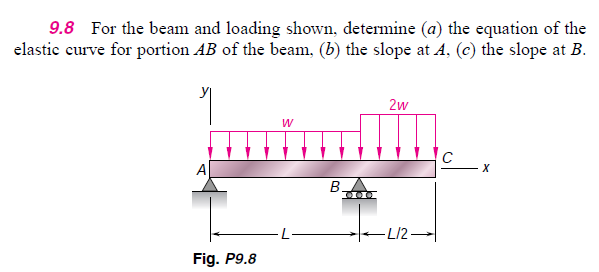 9.8 For the beam and loading shown, determine (a) the equation of the
elastic curve for portion AB of the beam, (b) the slope at A, (c) the slope at B.
y
2w
w
C
x
A
B
L
L/2
Fig. P9.8